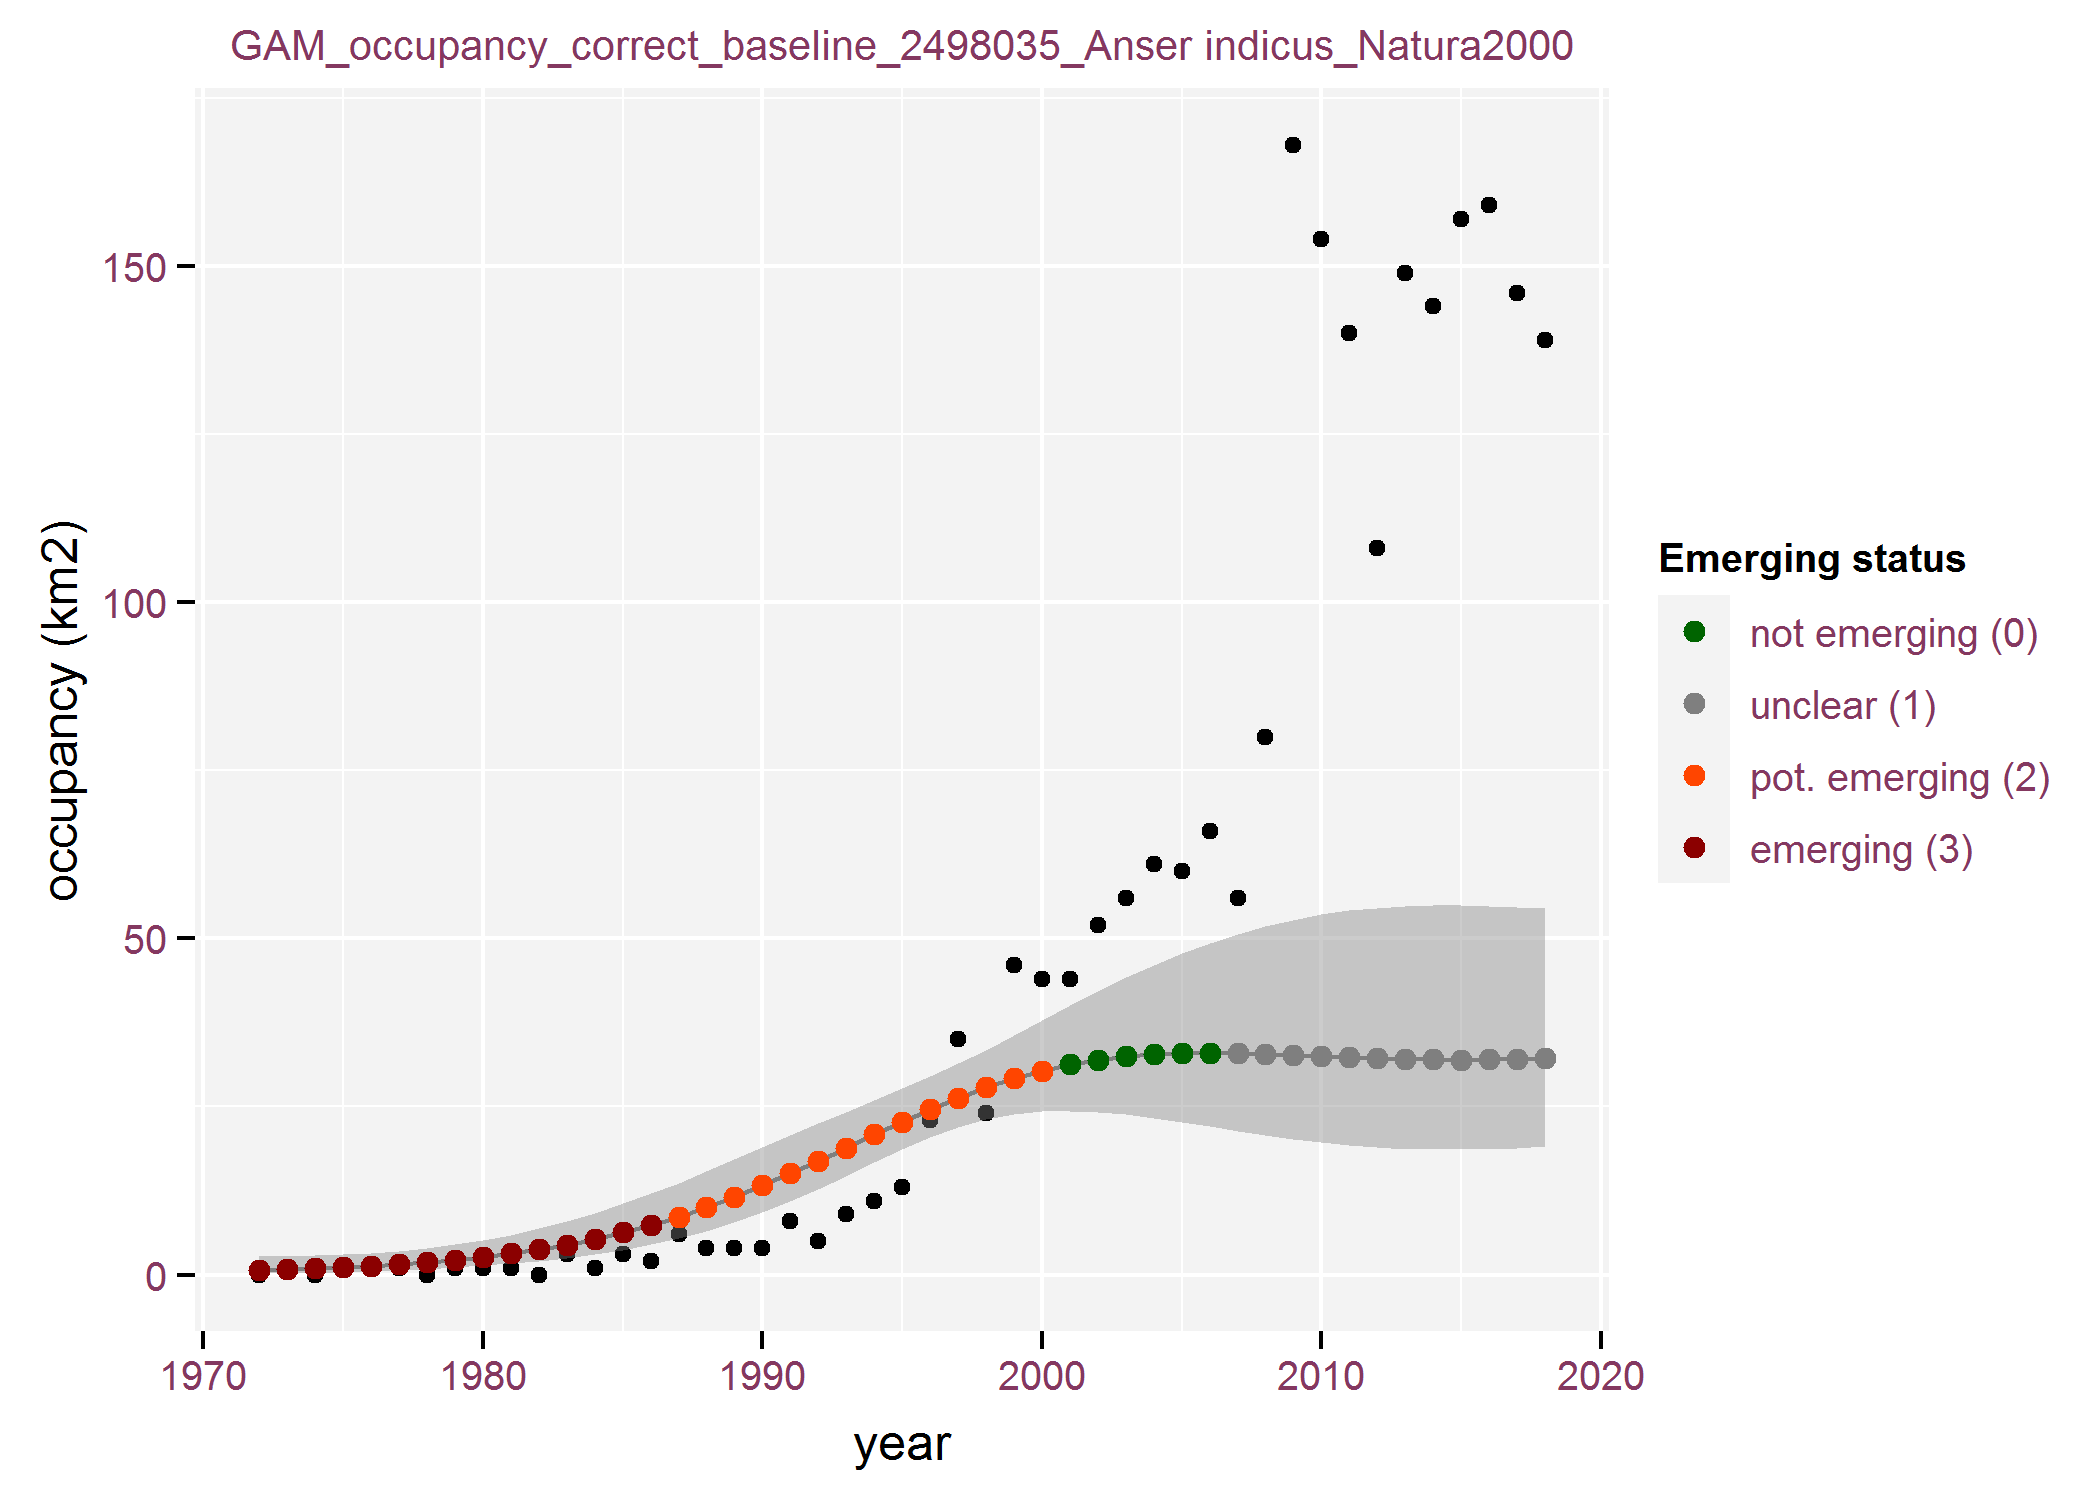 GAM_occupancy_correct_baseline_2498035_Anser indicus_Natura2000
occupancy (km2)
150
100
50
0
1970 1980 1990 2000 2010 2020
year
Emerging status
not emerging (0)
unclear (1)
pot. emerging (2)
emerging (3)